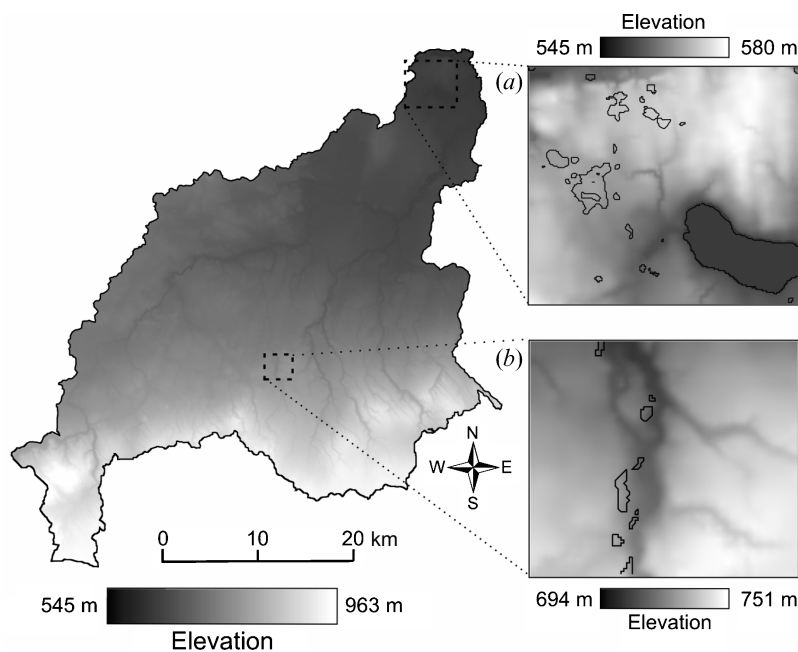 Elevation
545 m 580 m
(a)
(b)
N
W E
S
0 10 20 km
545 m 963 m
Elevation
694 m 751 m
Elevation